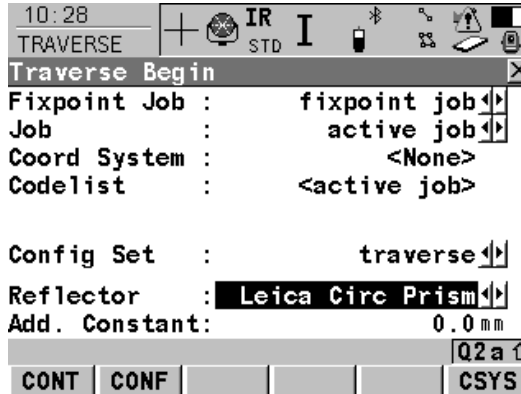 10:28
TRAVERSE
IR
STD
I
Traverse Begin
Fixpoint Job : fixpoint job
Job : active job
Coord System : <None>
Codelist : <active job>
Config Set : traverse
Reflector : Leica Circ Prism
Add. Constant: 0.0 mm
Q2a
CONT CONF CSYS